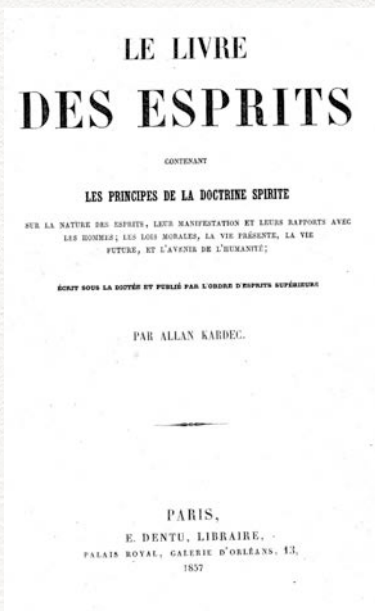 LE LIVRE
DES ESPRITS
CONTENANT
LES PRINCIPES DE LA DOCTRINE SPIRITE
SUR LA NATURE DES ESPRITS, LEUR MANIFESTATION ET LEURS RAPPORTS AVEC
LES HOMMES; LES LOIS MORALES, LA VIE PRÉSENTE, LA VIE
FUTURE, ET L'AVENIR DE L'HUMANITÉ;
ÉCRIT SOUS LA DICTÉE ET PUBLIÉ PAR L'ORDRE D'ESPRITS SUPÉRIEURS
PAR ALLAN KARDEC.
PARIS,
E. DENTU, LIBRAIRE,
PALAIS ROYAL, GALERIE D'ORLÉANS, 13,
1857